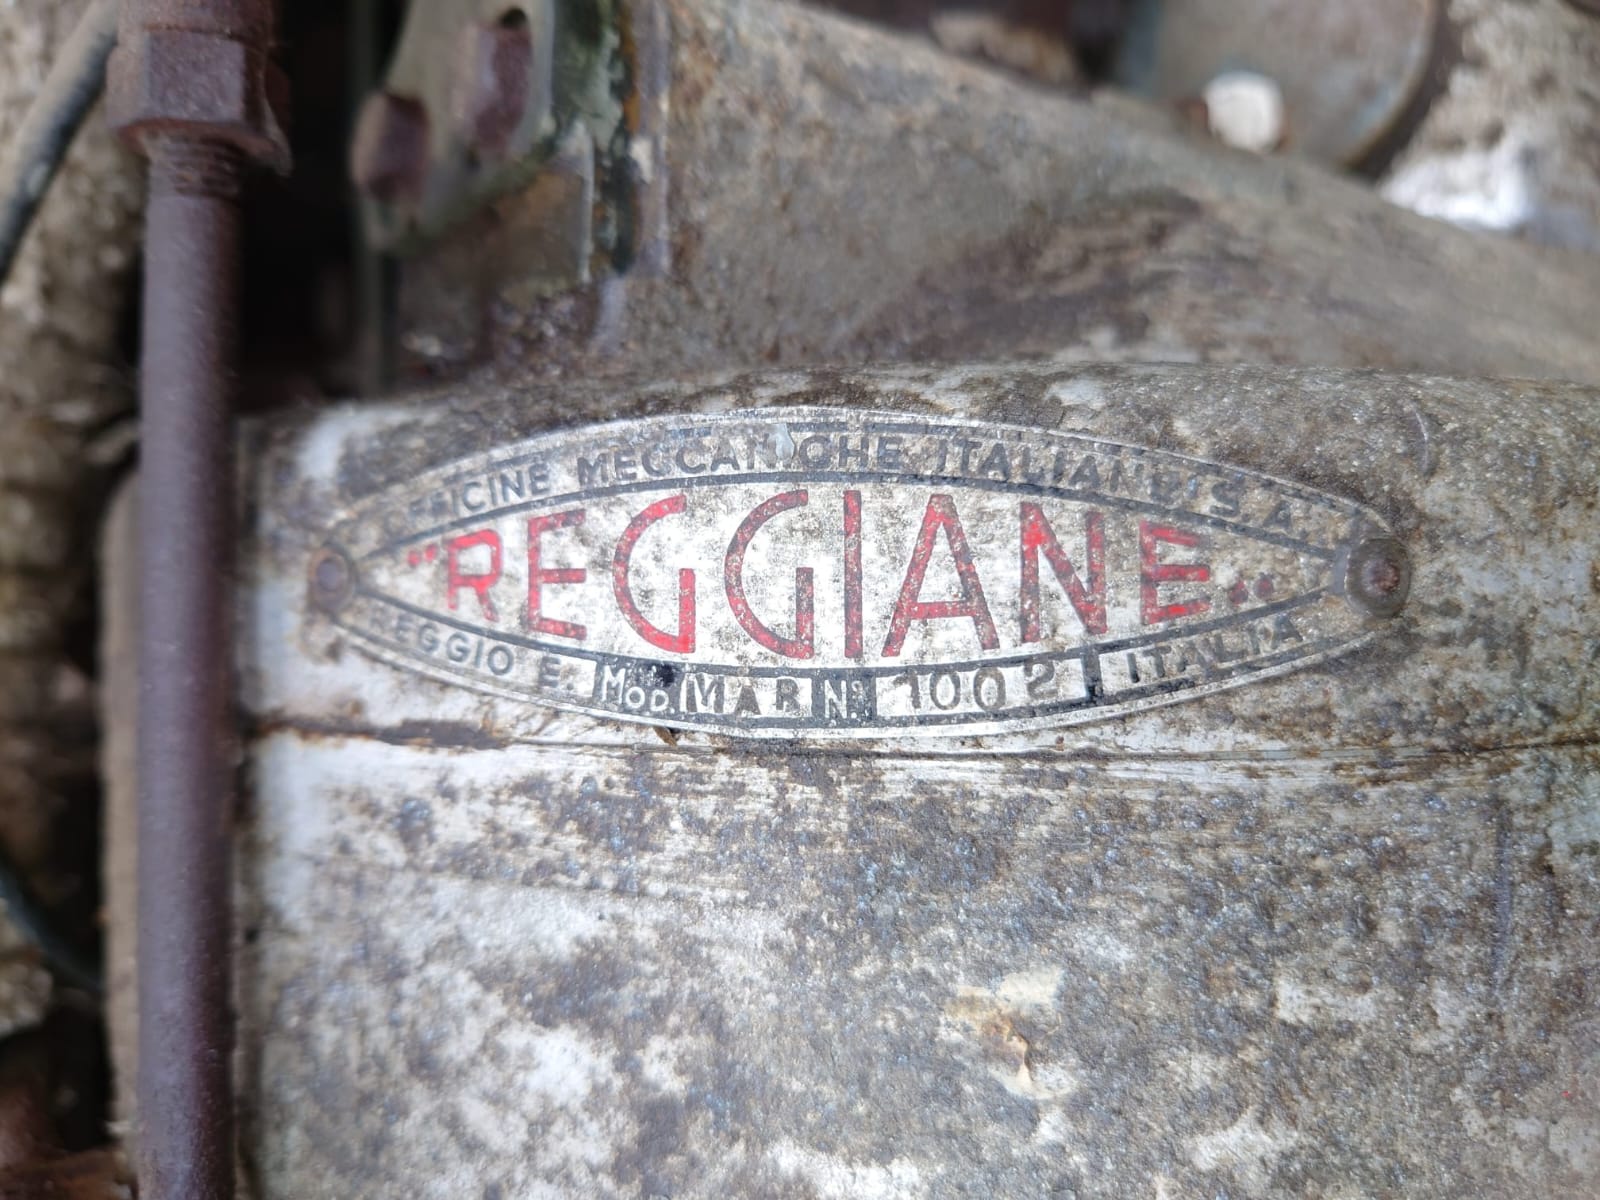 OFFICINE MECCANICHE ITALIANE S.A.
"REGGIANE"
REGGIO E. MOD. MAR N. 1002 ITALIA